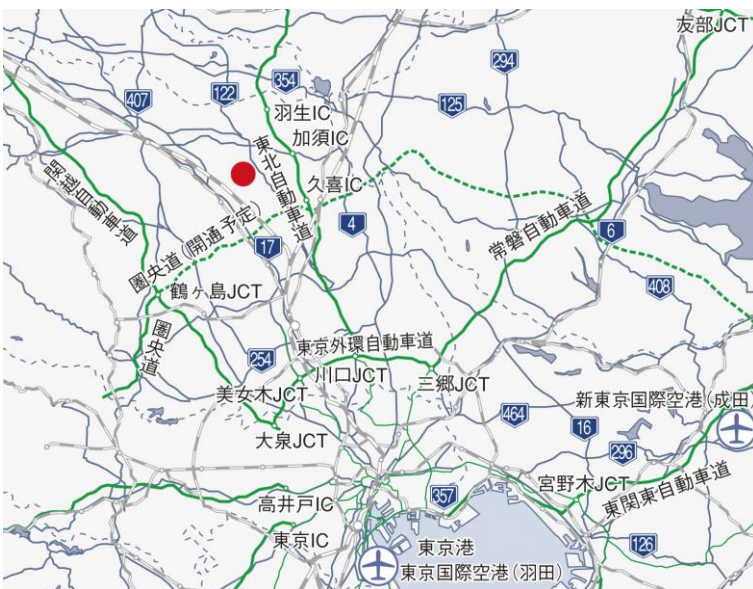 友部JCT
294
354
407
122
125
羽生IC
加須IC
東北自動車道
久喜IC
関越自動車道
4
6
圏央道(開通予定)
17
常磐自動車道
408
鶴ヶ島JCT
圏央道
東京外環自動車道
254
美女木JCT
川口JCT
三郷JCT
新東京国際空港(成田)
464
16
大泉JCT
296
357
宮野木JCT
東関東自動車道
高井戸IC
東京IC
126
東京港
東京国際空港(羽田)